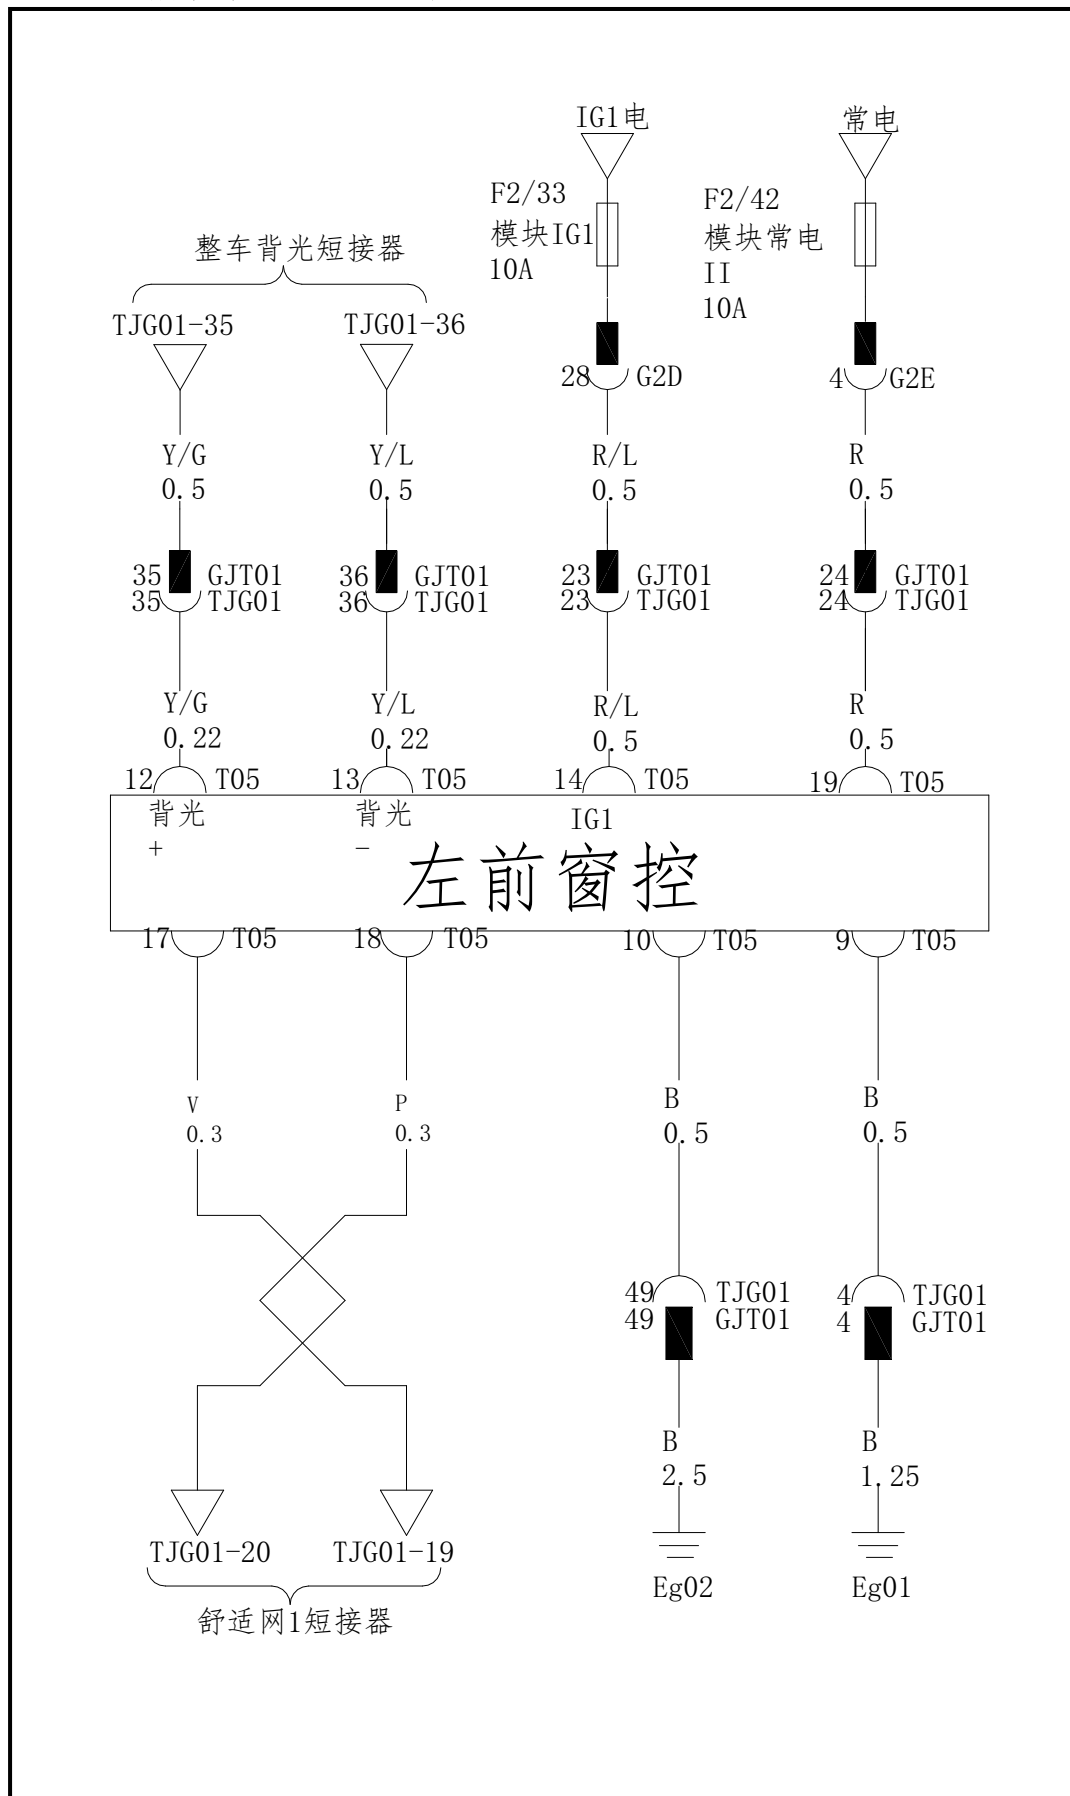 IG1电
常电
F2/33
模块IG1
10A
F2/42
模块常电
II
10A
整车背光短接器
TJG01-35
TJG01-36
28 G2D
4 G2E
Y/G
0.5
Y/L
0.5
R/L
0.5
R
0.5
35 GJT01
35 TJG01
36 GJT01
36 TJG01
23 GJT01
23 TJG01
24 GJT01
24 TJG01
Y/G
0.22
Y/L
0.22
R/L
0.5
R
0.5
12 T05
13 T05
14 T05
19 T05
背光
+
背光
-
IG1
左前窗控
17 T05
18 T05
10 T05
9 T05
V
0.3
P
0.3
B
0.5
B
0.5
49 TJG01
49 GJT01
4 TJG01
4 GJT01
B
2.5
B
1.25
TJG01-20
TJG01-19
Eg02
Eg01
舒适网1短接器